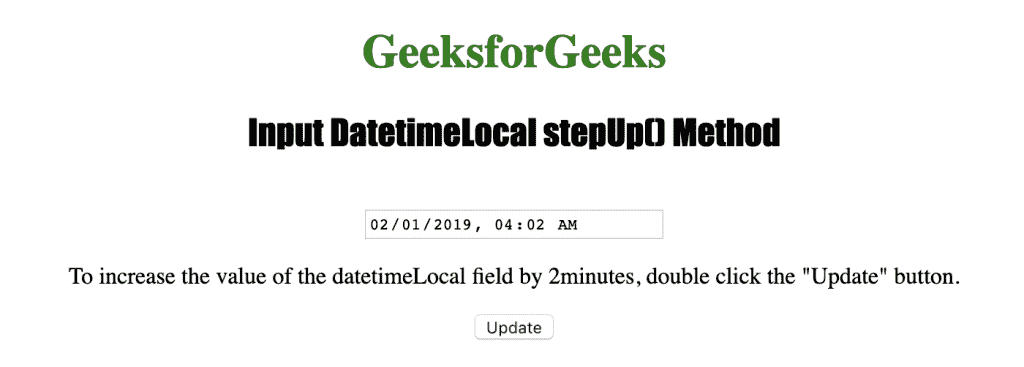 GeeksforGeeks
Input DatetimeLocal stepUp() Method
02/01/2019, 04:02 AM
To increase the value of the datetimeLocal field by 2minutes, double click the "Update" button.
Update